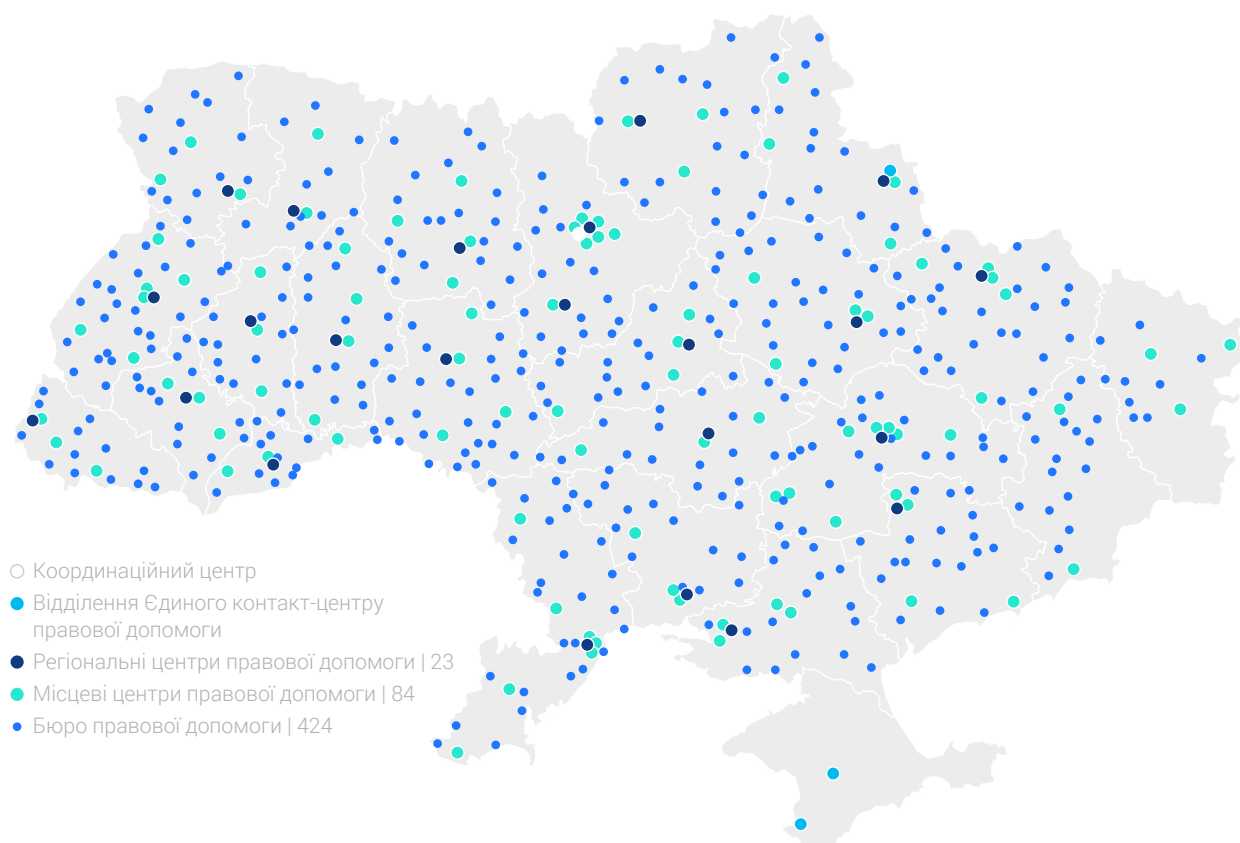 Координаційний центр
Відділення Єдиного контакт-центру
правової допомоги
Регіональні центри правової допомоги | 23
Місцеві центри правової допомоги | 84
Бюро правової допомоги | 424